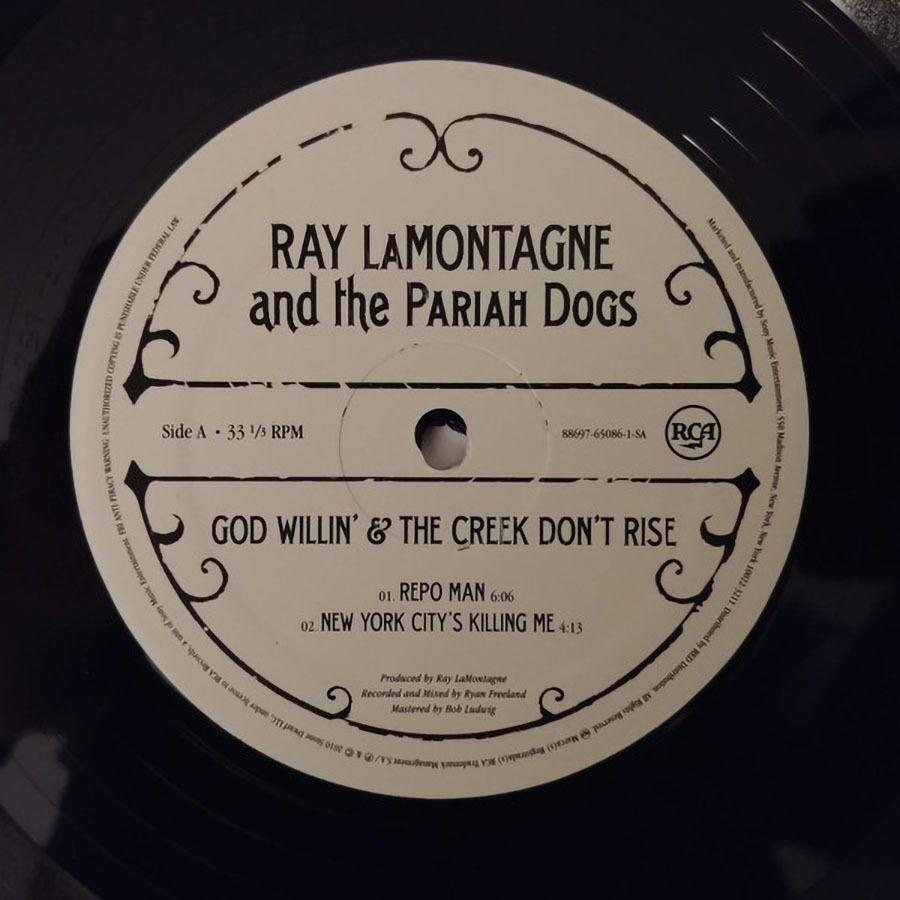 RAY LaMONTAGNE
and the PARIAH DOGS
Side A • 33 1/3 RPM
88697-65086-1-SA
RCA
GOD WILLIN' & THE CREEK DON'T RISE
01. REPO MAN 6:06
02. NEW YORK CITY'S KILLING ME 4:13
Produced by Ray LaMontagne
Recorded and Mixed by Ryan Freeland
Mastered by Bob Ludwig
Marketed and manufactured by Sony Music Entertainment, 550 Madison Avenue, New York, New York 10022-3211. Distributed by RED Distribution. All Rights Reserved. Marca(s) Registrada(s) RCA Trademark Management S.A./ ℗ & © 2010 Stone Dwarf LLC, under license to RCA Records, a unit of Sony Music Entertainment. FBI ANTI-PIRACY WARNING: UNAUTHORIZED COPYING IS PUNISHABLE UNDER FEDERAL LAW